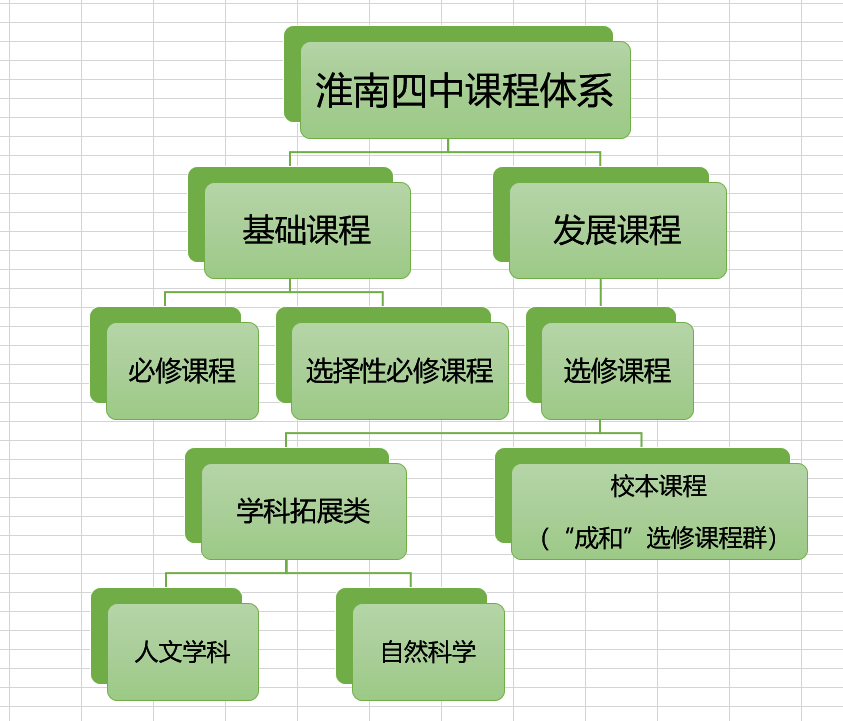 淮南四中课程体系
基础课程
发展课程
必修课程
选择性必修课程
选修课程
学科拓展类
校本课程
（“成和”选修课程群）
人文学科
自然科学